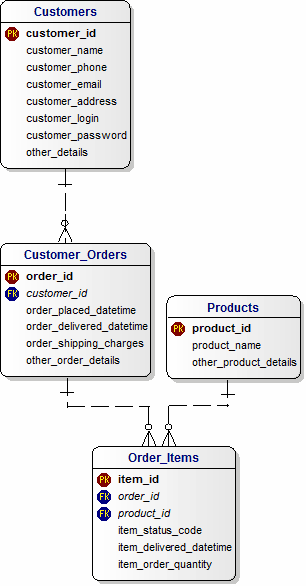 Customers
PK customer_id
customer_name
customer_phone
customer_email
customer_address
customer_login
customer_password
other_details
Customer_Orders
PK order_id
FK customer_id
order_placed_datetime
order_delivered_datetime
order_shipping_charges
other_order_details
Products
PK product_id
product_name
other_product_details
Order_Items
PK item_id
FK order_id
FK product_id
item_status_code
item_delivered_datetime
item_order_quantity